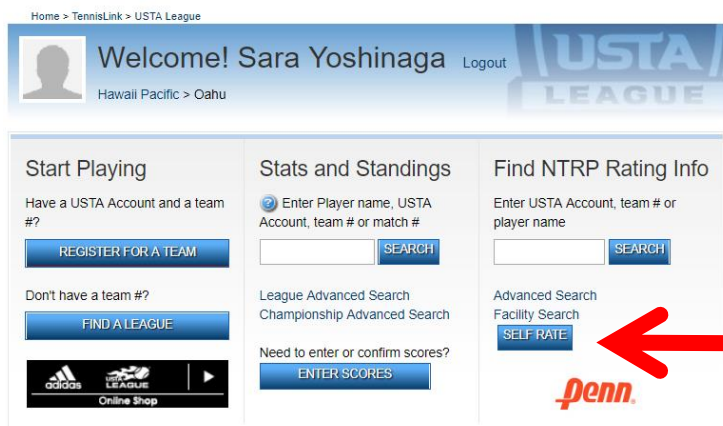 Home > TennisLink > USTA League
Welcome! Sara Yoshinaga Logout
Hawaii Pacific > Oahu
USTA
LEAGUE
Start Playing
Have a USTA Account and a team
#?
REGISTER FOR A TEAM
Don't have a team #?
FIND A LEAGUE
adidas USTA LEAGUE
Online Shop
Stats and Standings
? Enter Player name, USTA
Account, team # or match #
SEARCH
League Advanced Search
Championship Advanced Search
Need to enter or confirm scores?
ENTER SCORES
Find NTRP Rating Info
Enter USTA Account, team # or
player name
SEARCH
Advanced Search
Facility Search
SELF RATE
Penn